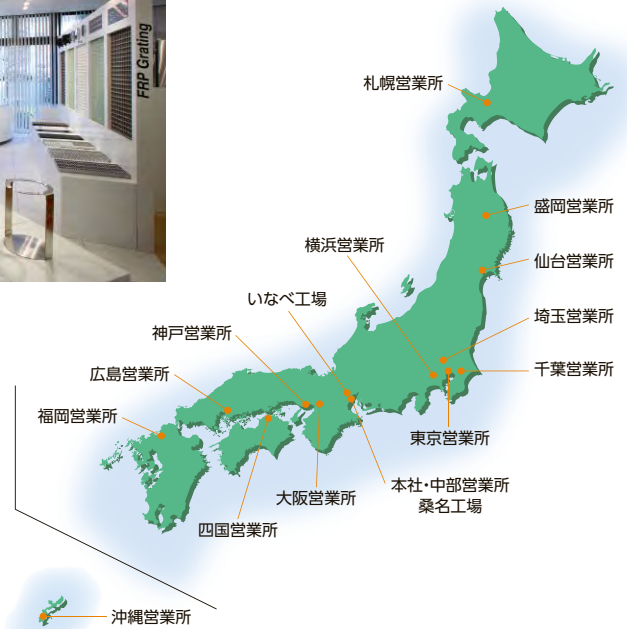 FRP Grating
札幌営業所
盛岡営業所
横浜営業所
仙台営業所
いなべ工場
埼玉営業所
神戸営業所
千葉営業所
広島営業所
福岡営業所
東京営業所
本社・中部営業所
桑名工場
大阪営業所
四国営業所
沖縄営業所